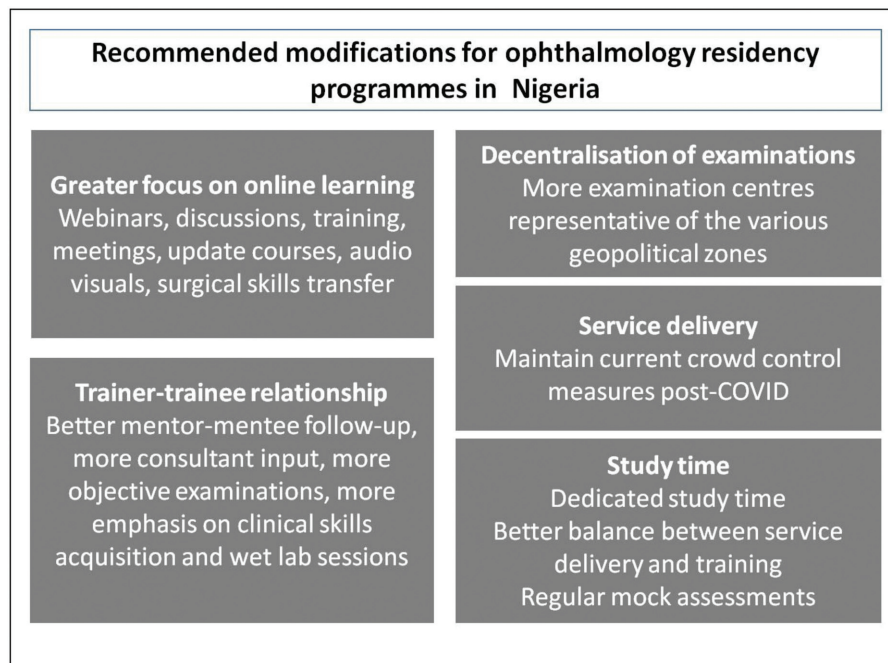 Recommended modifications for ophthalmology residency
programmes in Nigeria
Greater focus on online learning
Webinars, discussions, training,
meetings, update courses, audio
visuals, surgical skills transfer
Trainer-trainee relationship
Better mentor-mentee follow-up,
more consultant input, more
objective examinations, more
emphasis on clinical skills
acquisition and wet lab sessions
Decentralisation of examinations
More examination centres
representative of the various
geopolitical zones
Service delivery
Maintain current crowd control
measures post-COVID
Study time
Dedicated study time
Better balance between service
delivery and training
Regular mock assessments